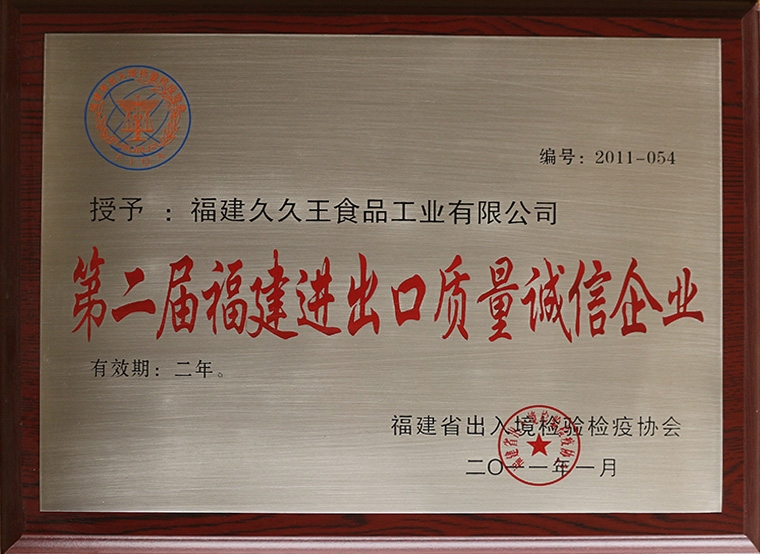 编号：2011-054
授予：福建久久王食品工业有限公司
第二届福建进出口质量诚信企业
有效期：二年。
福建省出入境检验检疫协会
二〇一一年一月